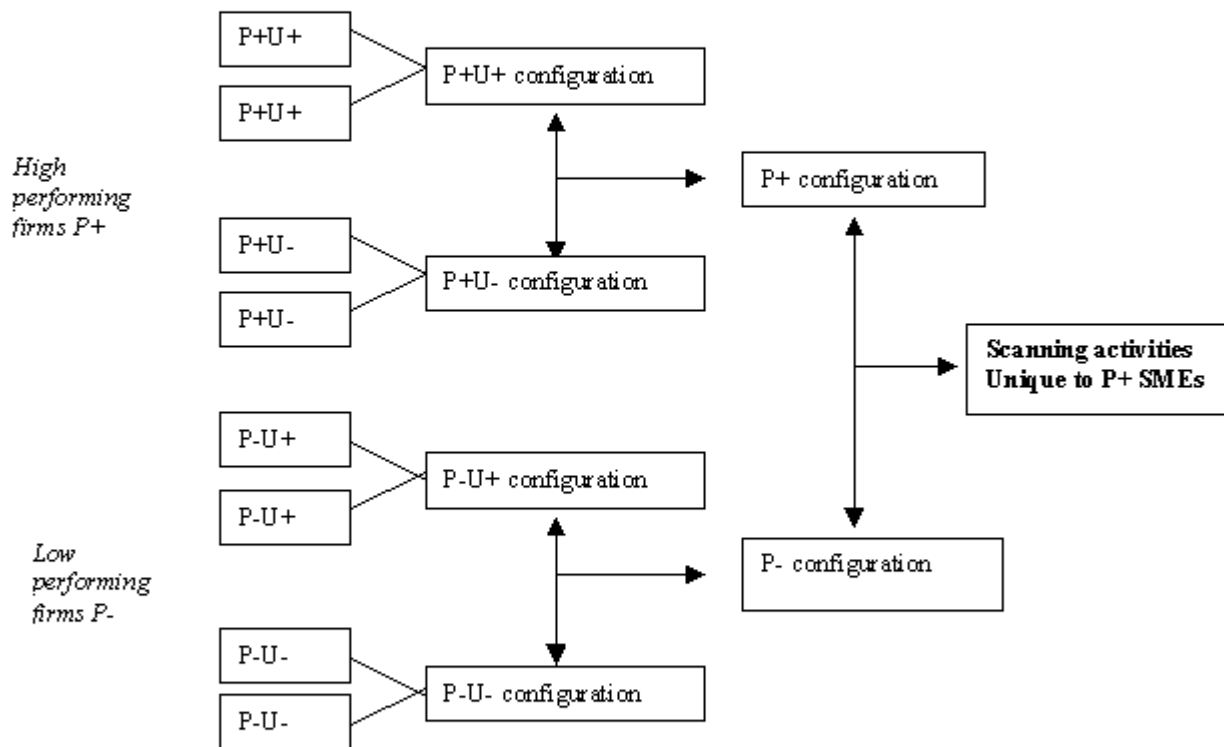 P+U+
P+U+ configuration
P+U+
High
performing
firms P+
P+ configuration
P+U-
P+U- configuration
P+U-
Scanning activities
Unique to P+ SMEs
P-U+
P-U+ configuration
P-U+
Low
performing
firms P-
P- configuration
P-U-
P-U- configuration
P-U-